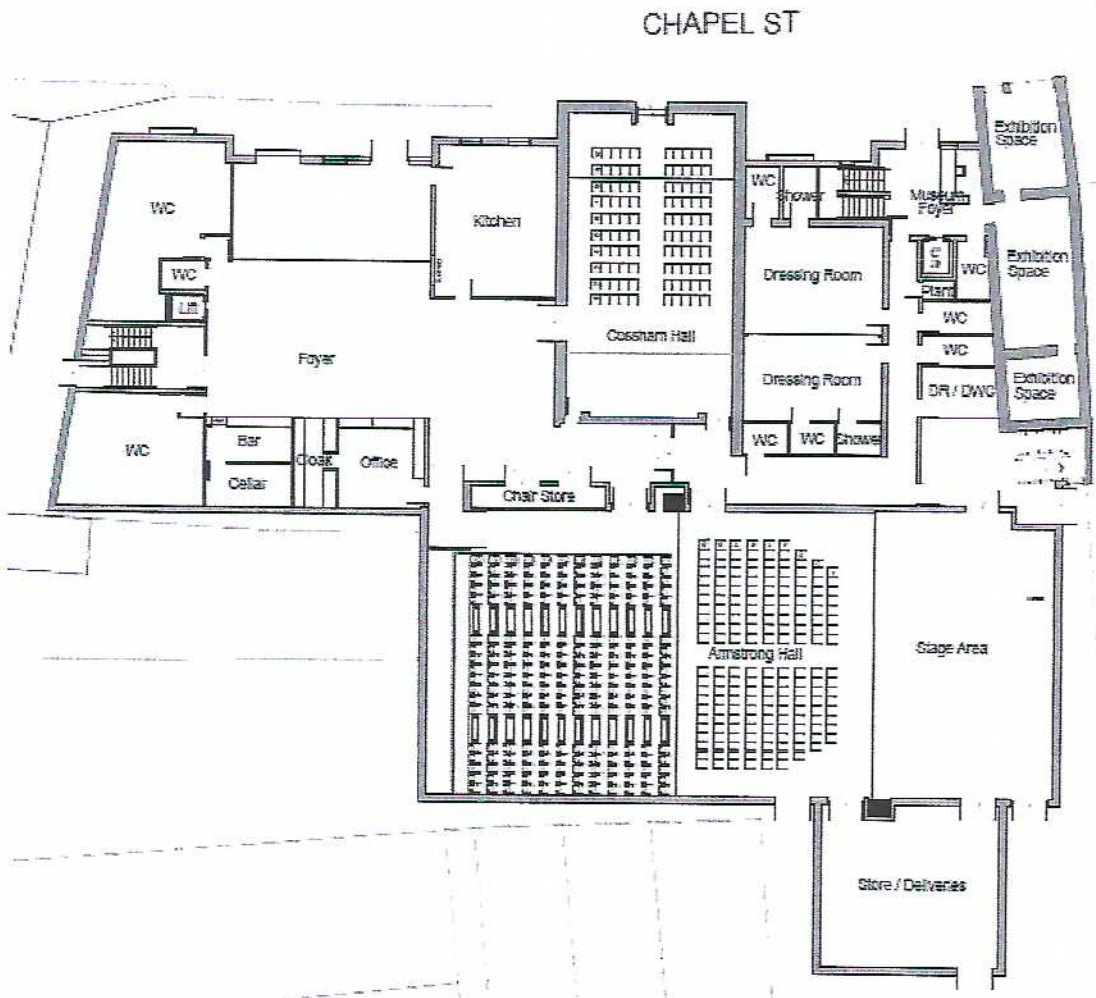 CHAPEL ST
Exhibition
Space
WC
WC
Shower
Museum
Foyer
Kitchen
Exhibition
Space
WC
Dressing Room
WC
Lift
Plant
WC
Cossham Hall
WC
Foyer
Dressing Room
Exhibition
Space
DR / DWC
WC
Bar
Cloak
Office
WC
WC
Shower
Cellar
Chair Store
Armstrong Hall
Stage Area
Store / Deliveries